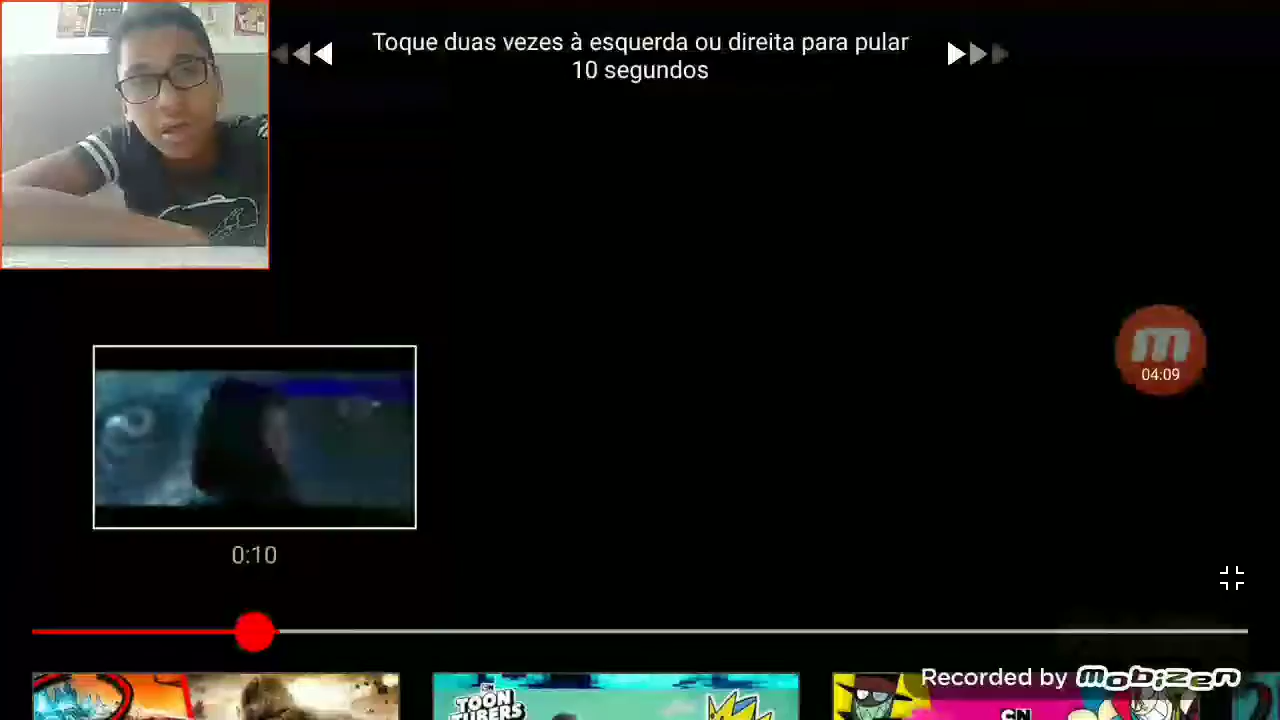 Toque duas vezes à esquerda ou direita para pular
10 segundos
04:09
0:10
Recorded by mobizen
TOON
TUBERS
CN